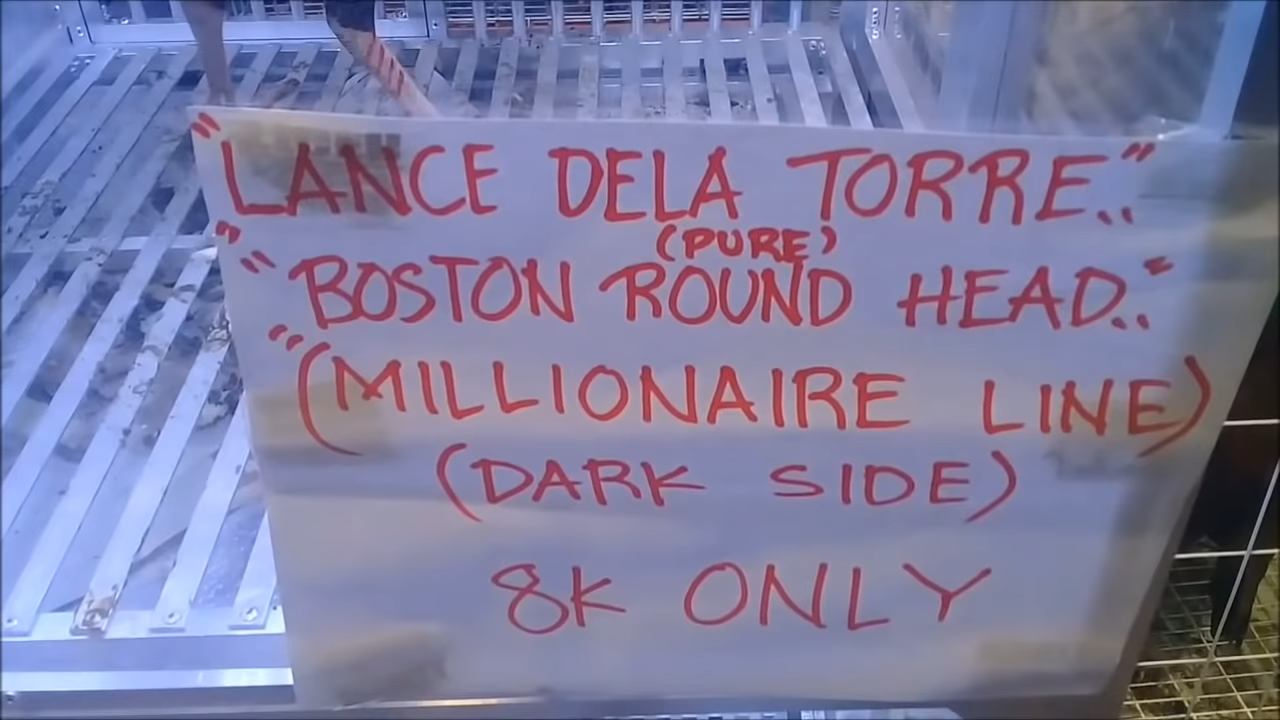 "LANCE DELA TORRE.."
(PURE)
"BOSTON ROUND HEAD.."
"(MILLIONAIRE LINE)
(DARK SIDE)
8K ONLY